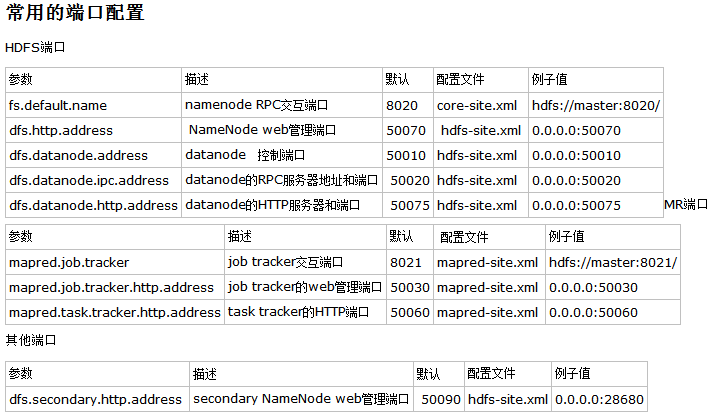 常用的端口配置
HDFS端口
参数 描述 默认 配置文件 例子值
fs.default.name namenode RPC交互端口 8020 core-site.xml hdfs://master:8020/
dfs.http.address NameNode web管理端口 50070 hdfs-site.xml 0.0.0.0:50070
dfs.datanode.address datanode 控制端口 50010 hdfs-site.xml 0.0.0.0:50010
dfs.datanode.ipc.address datanode的RPC服务器地址和端口 50020 hdfs-site.xml 0.0.0.0:50020
dfs.datanode.http.address datanode的HTTP服务器和端口 50075 hdfs-site.xml 0.0.0.0:50075 MR端口
参数 描述 默认 配置文件 例子值
mapred.job.tracker job tracker交互端口 8021 mapred-site.xml hdfs://master:8021/
mapred.job.tracker.http.address job tracker的web管理端口 50030 mapred-site.xml 0.0.0.0:50030
mapred.task.tracker.http.address task tracker的HTTP端口 50060 mapred-site.xml 0.0.0.0:50060
其他端口
参数 描述 默认 配置文件 例子值
dfs.secondary.http.address secondary NameNode web管理端口 50090 hdfs-site.xml 0.0.0.0:28680